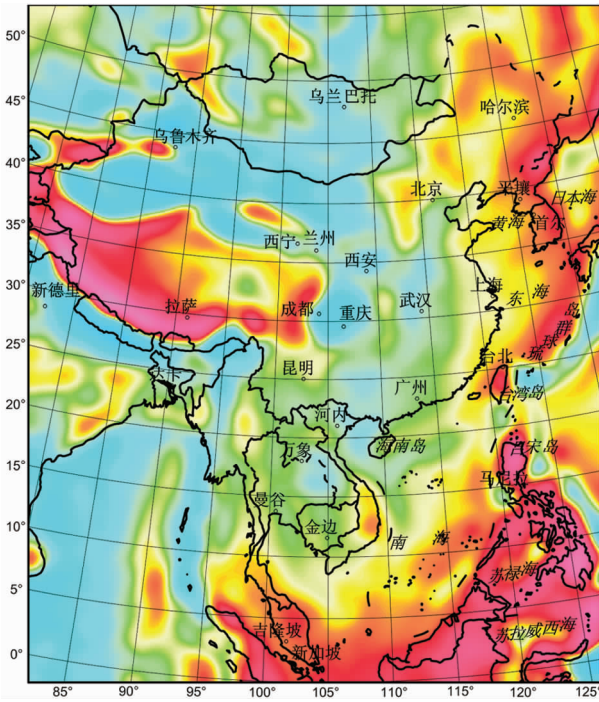 50°
45°
40°
35°
30°
25°
20°
15°
10°
5°
0°
乌兰巴托
哈尔滨
乌鲁木齐
北京
平壤
日本海
黄海
首尔
西宁
兰州
西安
新德里
拉萨
成都
重庆
武汉
上海
东海
琉球群岛
昆明
台北
达卡
广州
台湾岛
河内
海南岛
万象
吕宋岛
曼谷
马尼拉
金边
南海
苏禄海
吉隆坡
新加坡
苏拉威西海
85° 90° 95° 100° 105° 110° 115° 120° 125°